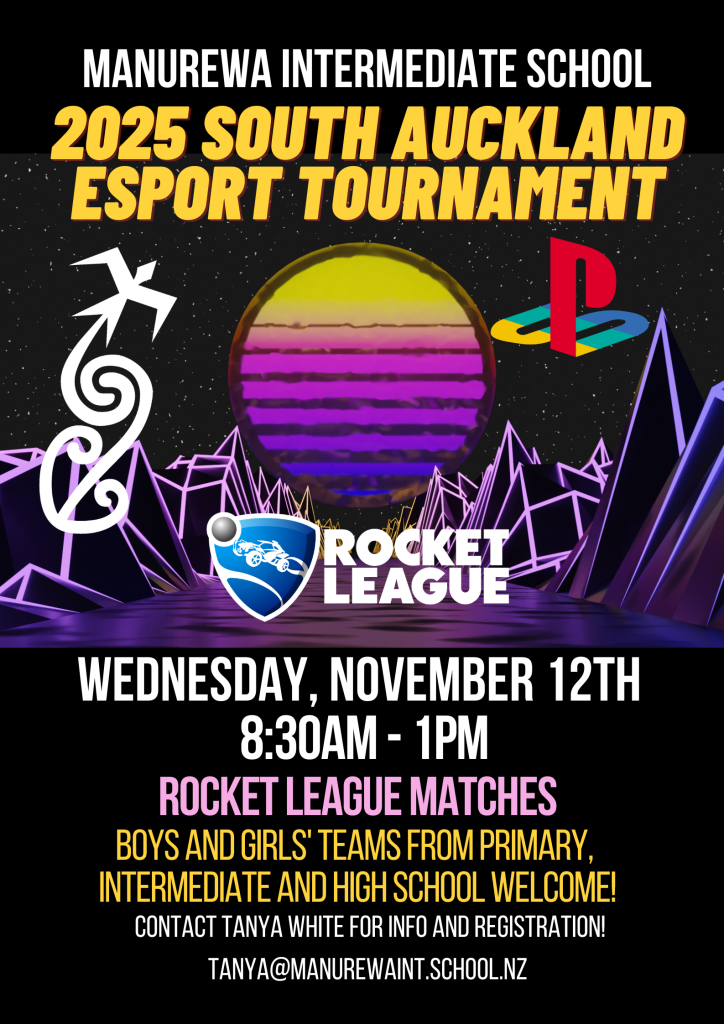 MANUREWA INTERMEDIATE SCHOOL
2025 SOUTH AUCKLAND
ESPORT TOURNAMENT
ROCKET
LEAGUE
WEDNESDAY, NOVEMBER 12TH
8:30AM - 1PM
ROCKET LEAGUE MATCHES
BOYS AND GIRLS' TEAMS FROM PRIMARY,
INTERMEDIATE AND HIGH SCHOOL WELCOME!
CONTACT TANYA WHITE FOR INFO AND REGISTRATION!
TANYA@MANUREWAINT.SCHOOL.NZ